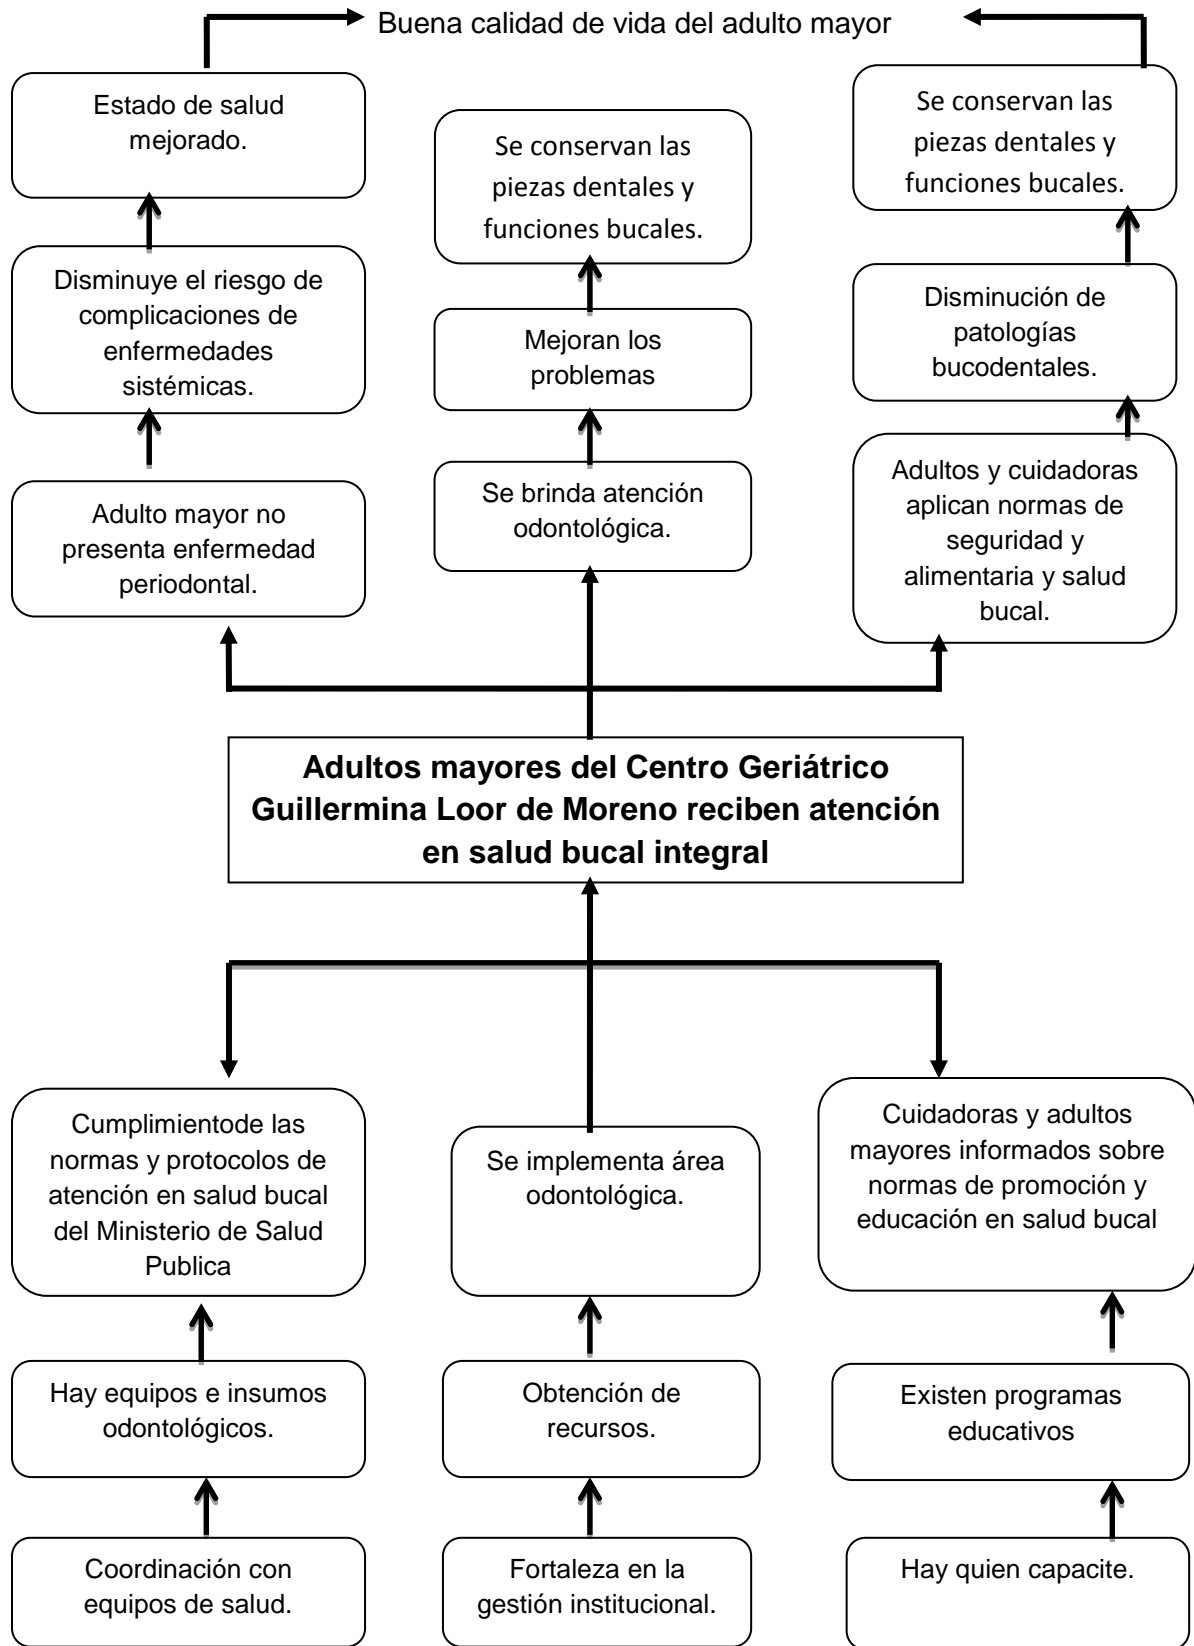 Buena calidad de vida del adulto mayor
Estado de salud
mejorado.
Se conservan las
piezas dentales y
funciones bucales.
Se conservan las
piezas dentales y
funciones bucales.
Disminuye el riesgo de
complicaciones de
enfermedades
sistémicas.
Mejoran los
problemas
Disminución de
patologías
bucodentales.
Adulto mayor no
presenta enfermedad
periodontal.
Se brinda atención
odontológica.
Adultos y cuidadoras
aplican normas de
seguridad y
alimentaria y salud
bucal.
Adultos mayores del Centro Geriátrico
Guillermina Loor de Moreno reciben atención
en salud bucal integral
Cumplimientode las
normas y protocolos de
atención en salud bucal
del Ministerio de Salud
Publica
Se implementa área
odontológica.
Cuidadoras y adultos
mayores informados sobre
normas de promoción y
educación en salud bucal
Hay equipos e insumos
odontológicos.
Obtención de
recursos.
Existen programas
educativos
Coordinación con
equipos de salud.
Fortaleza en la
gestión institucional.
Hay quien capacite.